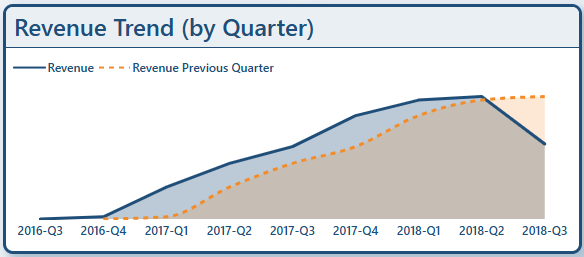 Revenue Trend (by Quarter)
Revenue Revenue Previous Quarter
2016-Q3 2016-Q4 2017-Q1 2017-Q2 2017-Q3 2017-Q4 2018-Q1 2018-Q2 2018-Q3